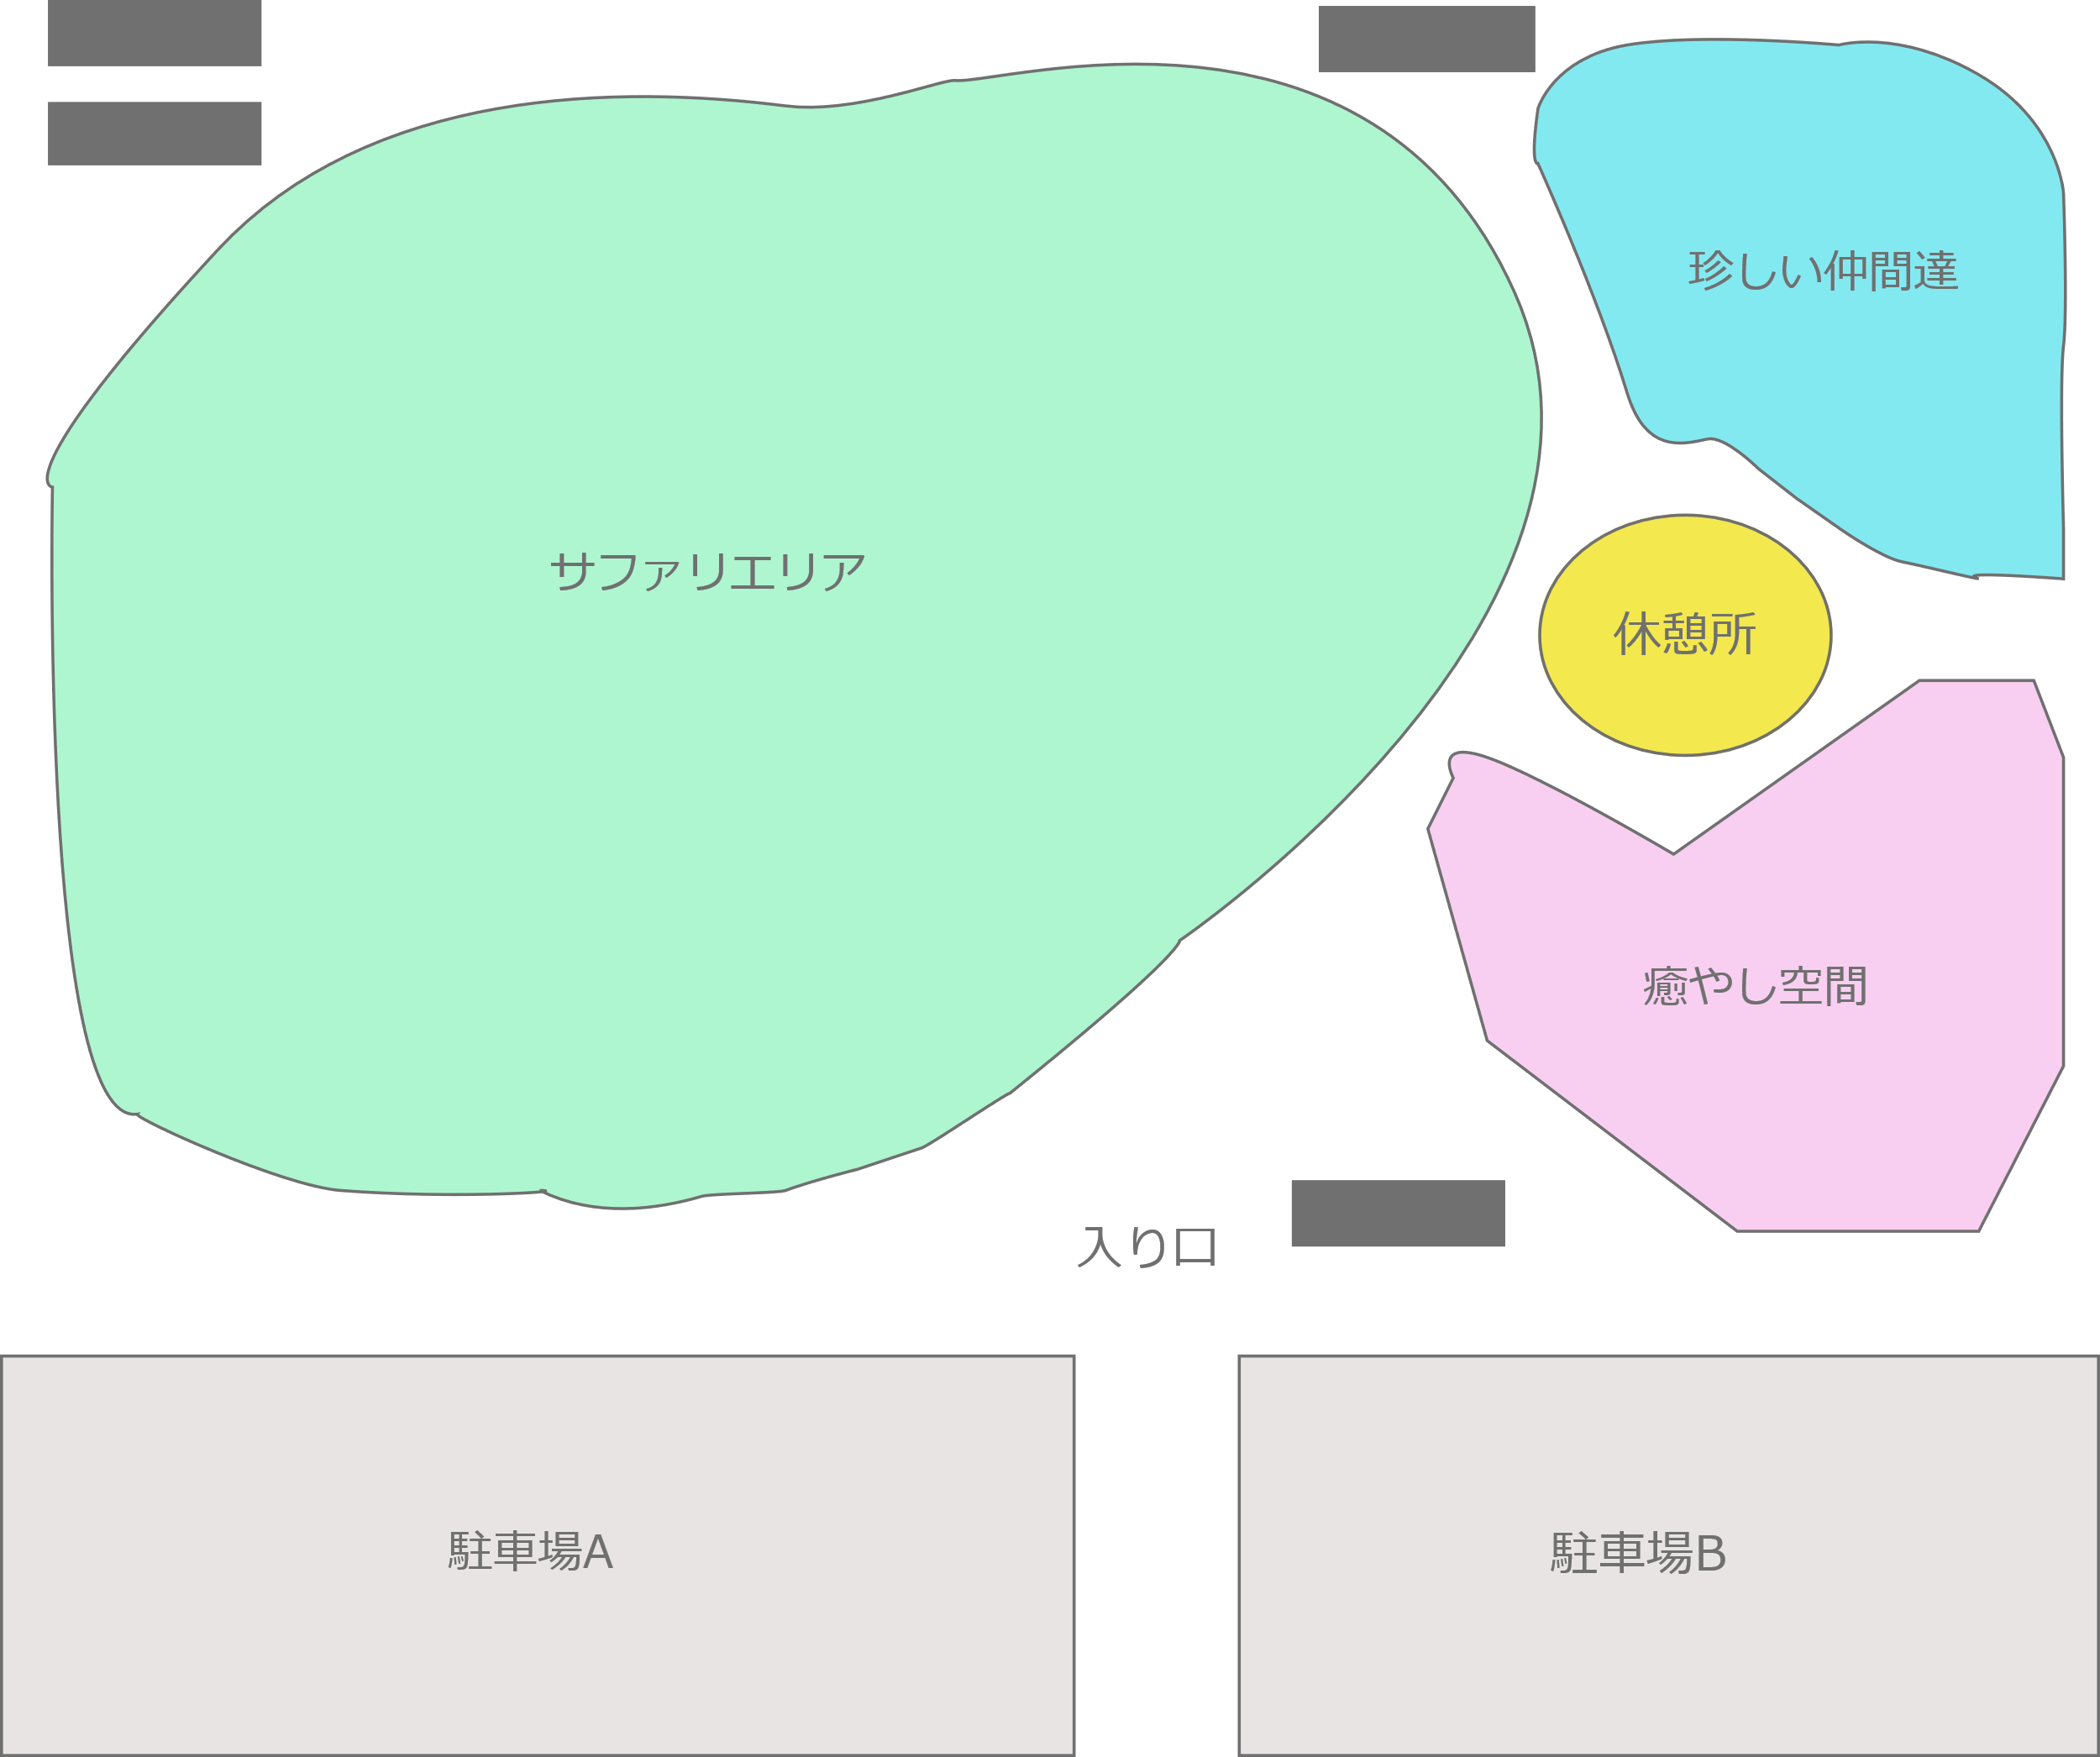 珍しい仲間達
サファリエリア
休憩所
癒やし空間
入り口
駐車場A
駐車場B